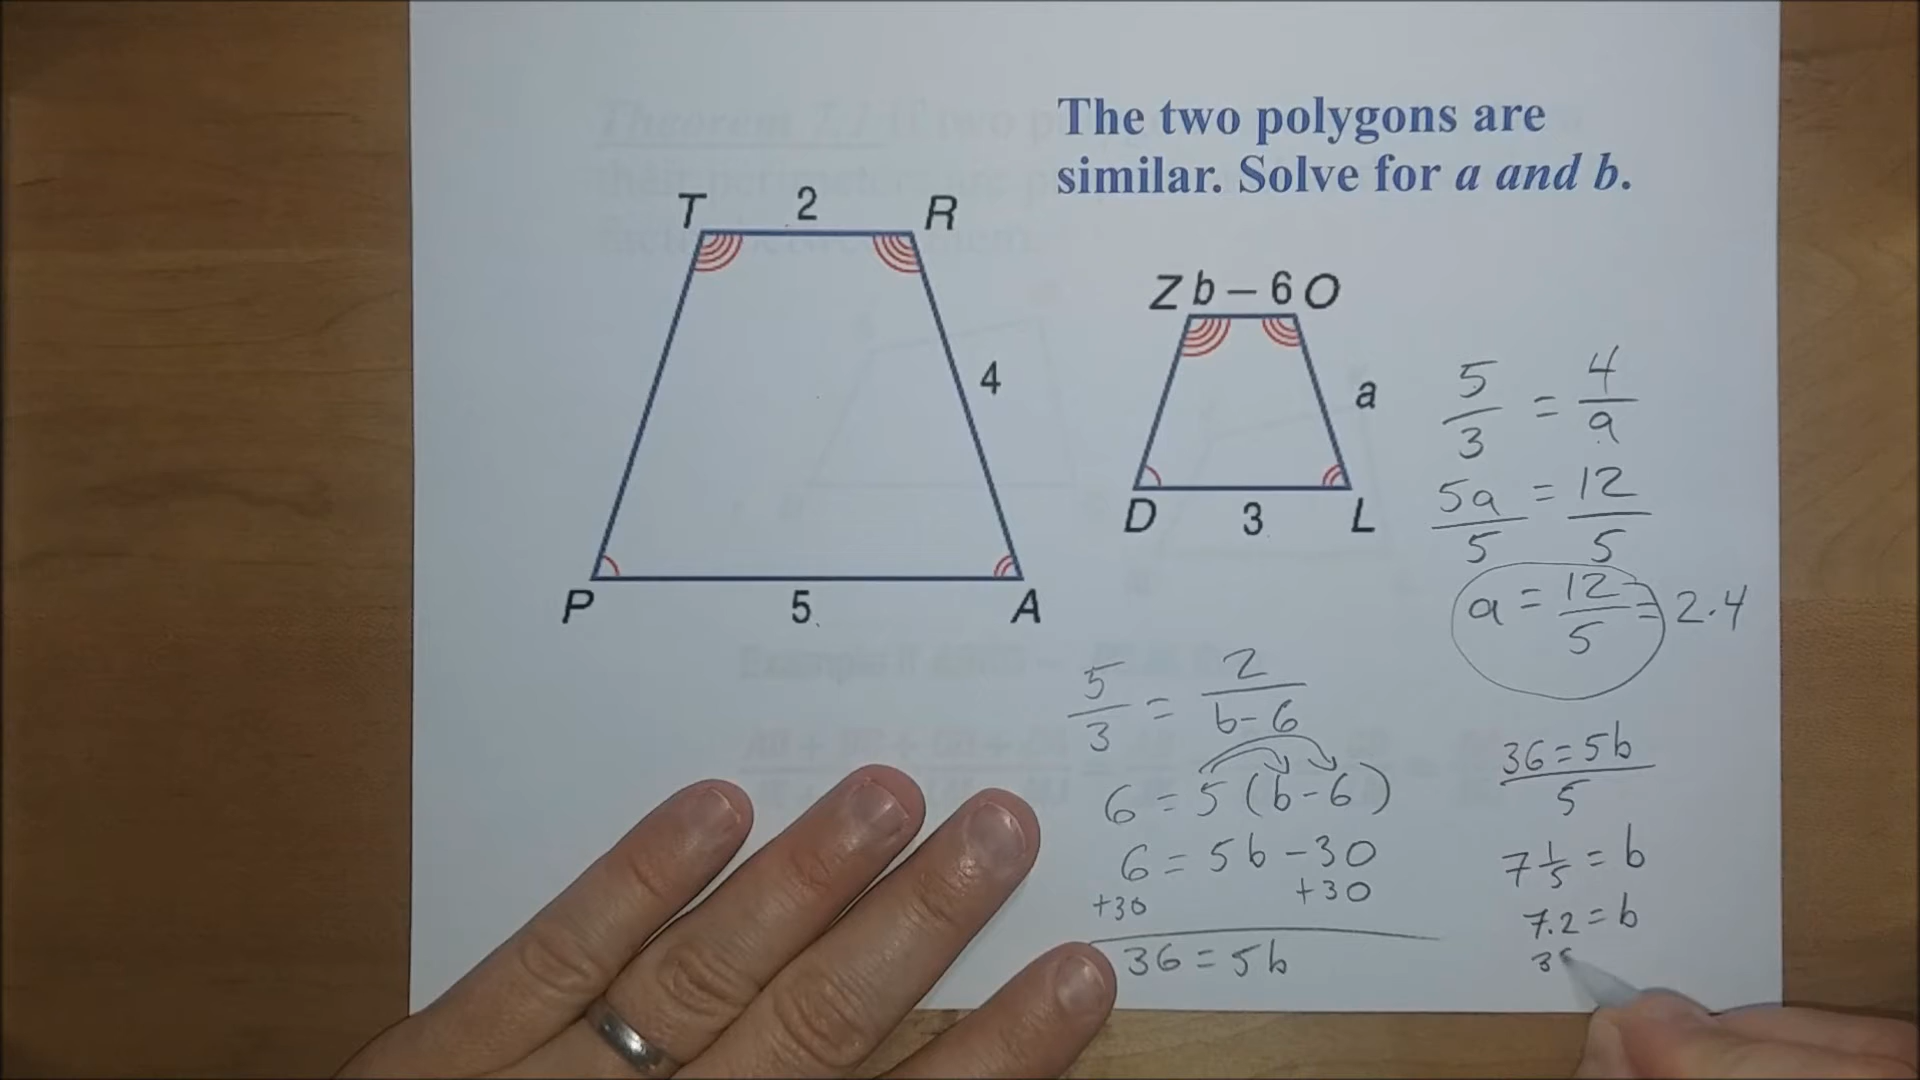 The two polygons are
similar. Solve for a and b.
T 2 R
4
P 5 A
Z b – 6 O
a
D 3 L
5/3 = 4/a
5a/5 = 12/5
a = 12/5 = 2.4
5/3 = 2/(b-6)
6 = 5(b-6)
6 = 5b - 30
+30 +30
36 = 5b
36 = 5b
5
7 1/5 = b
7.2 = b